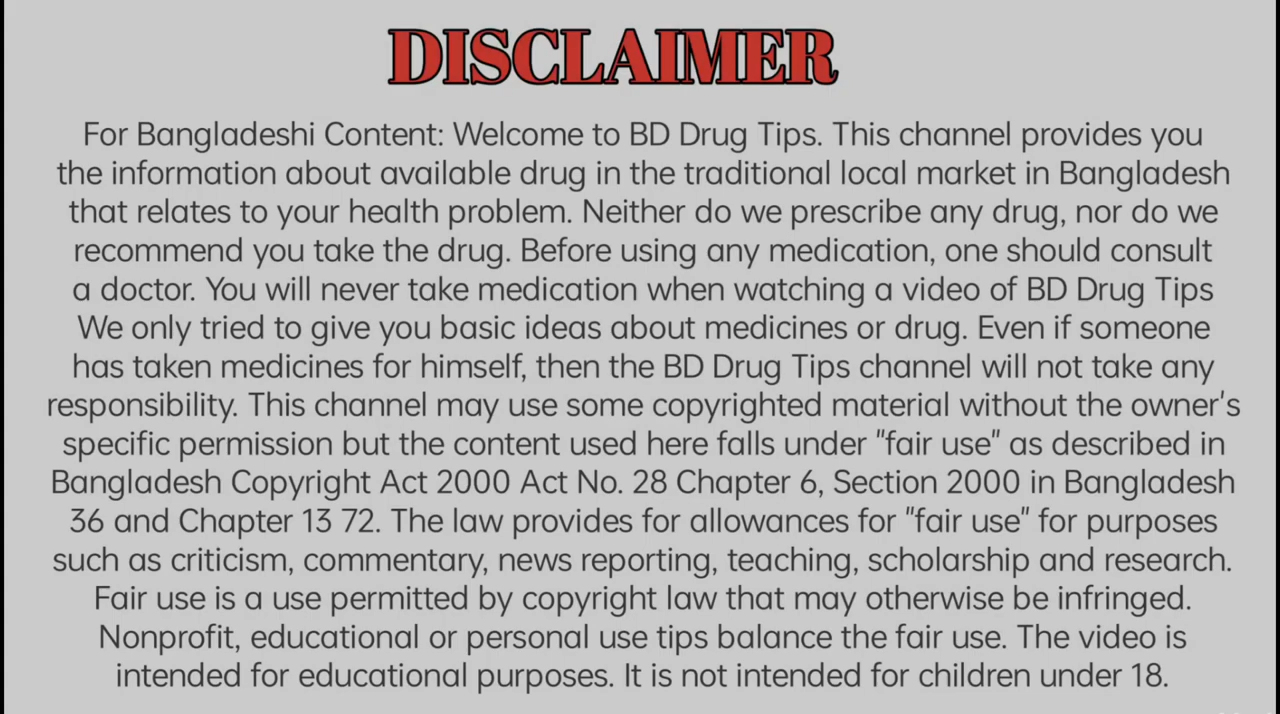 DISCLAIMER
For Bangladeshi Content: Welcome to BD Drug Tips. This channel provides you
the information about available drug in the traditional local market in Bangladesh
that relates to your health problem. Neither do we prescribe any drug, nor do we
recommend you take the drug. Before using any medication, one should consult
a doctor. You will never take medication when watching a video of BD Drug Tips
We only tried to give you basic ideas about medicines or drug. Even if someone
has taken medicines for himself, then the BD Drug Tips channel will not take any
responsibility. This channel may use some copyrighted material without the owner's
specific permission but the content used here falls under "fair use" as described in
Bangladesh Copyright Act 2000 Act No. 28 Chapter 6, Section 2000 in Bangladesh
36 and Chapter 13 72. The law provides for allowances for "fair use" for purposes
such as criticism, commentary, news reporting, teaching, scholarship and research.
Fair use is a use permitted by copyright law that may otherwise be infringed.
Nonprofit, educational or personal use tips balance the fair use. The video is
intended for educational purposes. It is not intended for children under 18.